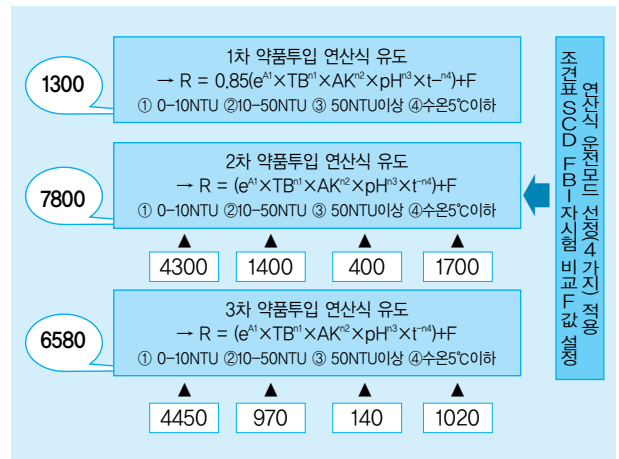 1300
1차 약품투입 연산식 유도
→ R = 0.85(e^A1×TB^n1×AK^n2×pH^n3×t-^n4)+F
① 0-10NTU ②10-50NTU ③ 50NTU이상 ④수온5℃이하
7800
2차 약품투입 연산식 유도
→ R = (e^A1×TB^n1×AK^n2×pH^n3×t^-n4)+F
① 0-10NTU ②10-50NTU ③ 50NTU이상 ④수온5℃이하
▲ ▲ ▲ ▲
4300 1400 400 1700
6580
3차 약품투입 연산식 유도
→ R = (e^A1×TB^n1×AK^n2×pH^n3×t^-n4)+F
① 0-10NTU ②10-50NTU ③ 50NTU이상 ④수온5℃이하
▲ ▲ ▲ ▲
4450 970 140 1020
연산식 운전모드 선정(4가지) 적용
조견표 SCD FB-자시험 비교 F값 설정